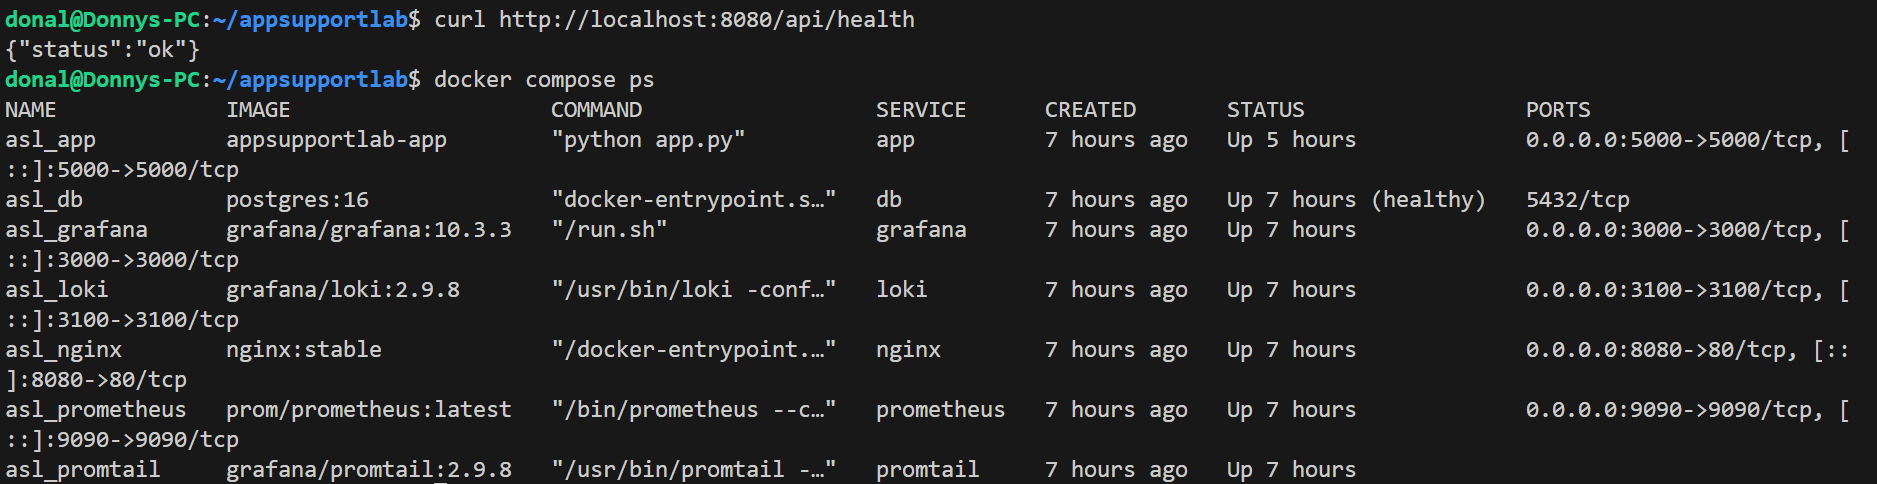 donal@Donnys-PC:~/appsupportlab$ curl http://localhost:8080/api/health
{"status":"ok"}
donal@Donnys-PC:~/appsupportlab$ docker compose ps
NAME IMAGE COMMAND SERVICE CREATED STATUS PORTS
asl_app appsupportlab-app "python app.py" app 7 hours ago Up 5 hours 0.0.0.0:5000->5000/tcp, [
::]:5000->5000/tcp
asl_db postgres:16 "docker-entrypoint.s…" db 7 hours ago Up 7 hours (healthy) 5432/tcp
asl_grafana grafana/grafana:10.3.3 "/run.sh" grafana 7 hours ago Up 7 hours 0.0.0.0:3000->3000/tcp, [
::]:3000->3000/tcp
asl_loki grafana/loki:2.9.8 "/usr/bin/loki -conf…" loki 7 hours ago Up 7 hours 0.0.0.0:3100->3100/tcp, [
::]:3100->3100/tcp
asl_nginx nginx:stable "/docker-entrypoint.…" nginx 7 hours ago Up 7 hours 0.0.0.0:8080->80/tcp, [::
]:8080->80/tcp
asl_prometheus prom/prometheus:latest "/bin/prometheus --c…" prometheus 7 hours ago Up 7 hours 0.0.0.0:9090->9090/tcp, [
::]:9090->9090/tcp
asl_promtail grafana/promtail:2.9.8 "/usr/bin/promtail -…" promtail 7 hours ago Up 7 hours